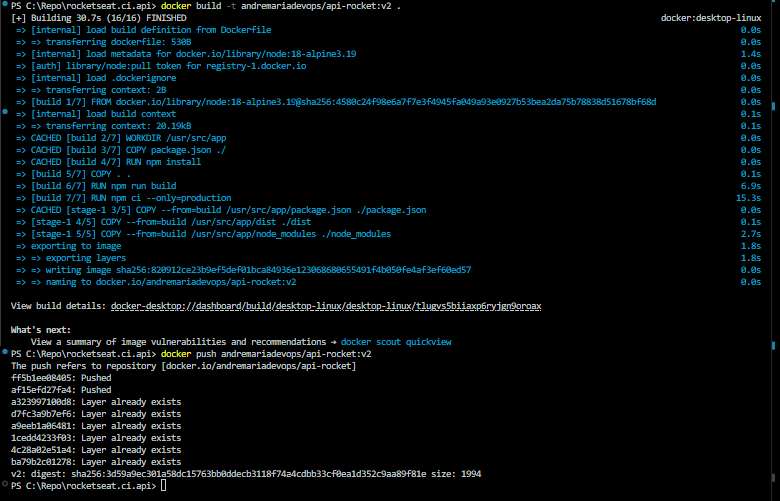 PS C:\Repo\rocketseat.ci.api> docker build -t andremariadevops/api-rocket:v2 .
[+] Building 30.7s (16/16) FINISHED docker:desktop-linux
=> [internal] load build definition from Dockerfile 0.0s
=> => transferring dockerfile: 530B 0.0s
=> [internal] load metadata for docker.io/library/node:18-alpine3.19 1.4s
=> [auth] library/node:pull token for registry-1.docker.io 0.0s
=> [internal] load .dockerignore 0.0s
=> => transferring context: 2B 0.0s
=> [build 1/7] FROM docker.io/library/node:18-alpine3.19@sha256:4580c24f98e6a7f7e3f4945fa049a93e0927b53bea2da75b78838d51678bf68d 0.0s
=> [internal] load build context 0.1s
=> => transferring context: 20.19kB 0.1s
=> CACHED [build 2/7] WORKDIR /usr/src/app 0.0s
=> CACHED [build 3/7] COPY package.json ./ 0.0s
=> CACHED [build 4/7] RUN npm install 0.0s
=> [build 5/7] COPY . . 0.1s
=> [build 6/7] RUN npm run build 6.9s
=> [build 7/7] RUN npm ci --only=production 15.3s
=> CACHED [stage-1 3/5] COPY --from=build /usr/src/app/package.json ./package.json 0.0s
=> [stage-1 4/5] COPY --from=build /usr/src/app/dist ./dist 0.1s
=> [stage-1 5/5] COPY --from=build /usr/src/app/node_modules ./node_modules 2.7s
=> exporting to image 1.8s
=> => exporting layers 1.8s
=> => writing image sha256:820912ce23b9ef5def01bca84936e123068680655491f4b050fe4af3ef60ed57 0.0s
=> => naming to docker.io/andremariadevops/api-rocket:v2 0.0s
View build details: docker-desktop://dashboard/build/desktop-linux/desktop-linux/tlugvs5biiaxp6ryjgn9oroax
What's next:
View a summary of image vulnerabilities and recommendations → docker scout quickview
PS C:\Repo\rocketseat.ci.api> docker push andremariadevops/api-rocket:v2
The push refers to repository [docker.io/andremariadevops/api-rocket]
ff5b1ee08405: Pushed
af15efd27fa4: Pushed
a323997100d8: Layer already exists
d7fc3a9b7ef6: Layer already exists
a9eeb1a06481: Layer already exists
1cedd4233f03: Layer already exists
4c28a02e51a4: Layer already exists
ba79b2c01278: Layer already exists
v2: digest: sha256:3d59a9ec301a58dc15763bb0ddecb3118f74a4cdbb33cf0ea1d352c9aa89f81e size: 1994
PS C:\Repo\rocketseat.ci.api>